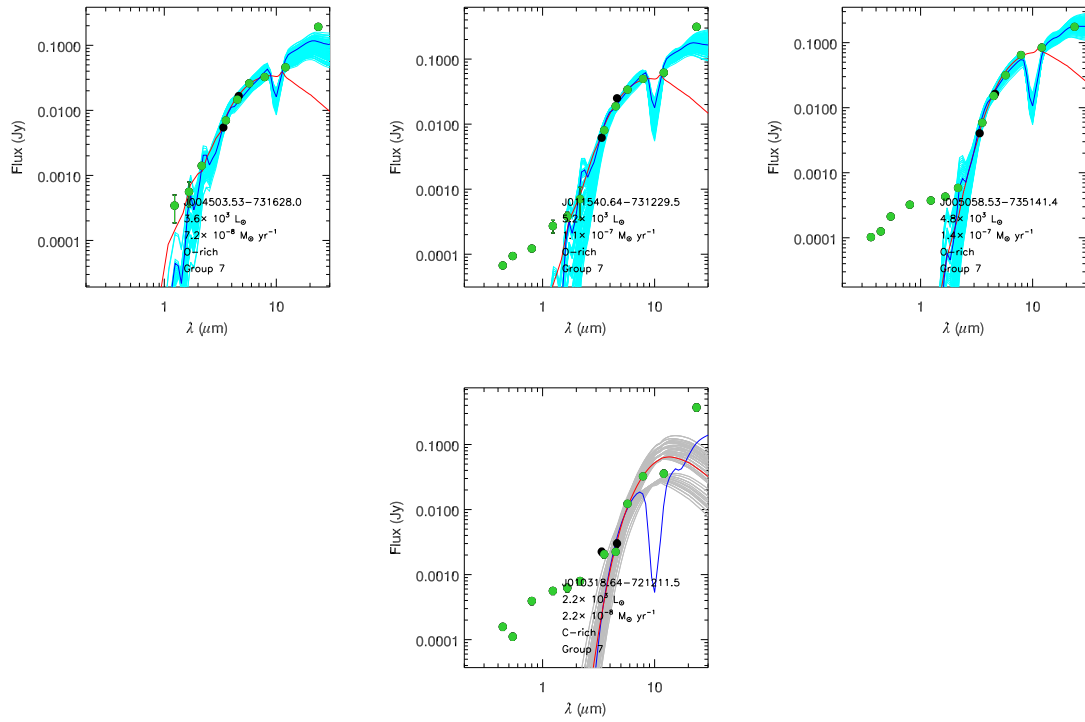 0.1000
0.0100
0.0010
0.0001
Flux (Jy)
J004503.53−731628.0
3.6× 10³ L☉
7.2× 10⁻⁸ M☉ yr⁻¹
O−rich
Group 7
1 10
λ (μm)
0.1000
0.0100
0.0010
0.0001
Flux (Jy)
J011540.64−731229.5
5.2× 10³ L☉
1.1× 10⁻⁷ M☉ yr⁻¹
O−rich
Group 7
1 10
λ (μm)
0.1000
0.0100
0.0010
0.0001
Flux (Jy)
J005058.53−735141.4
4.8× 10³ L☉
1.4× 10⁻⁷ M☉ yr⁻¹
O−rich
Group 7
1 10
λ (μm)
0.1000
0.0100
0.0010
0.0001
Flux (Jy)
J010318.64−721211.5
2.2× 10³ L☉
2.2× 10⁻⁸ M☉ yr⁻¹
C−rich
Group 7
1 10
λ (μm)